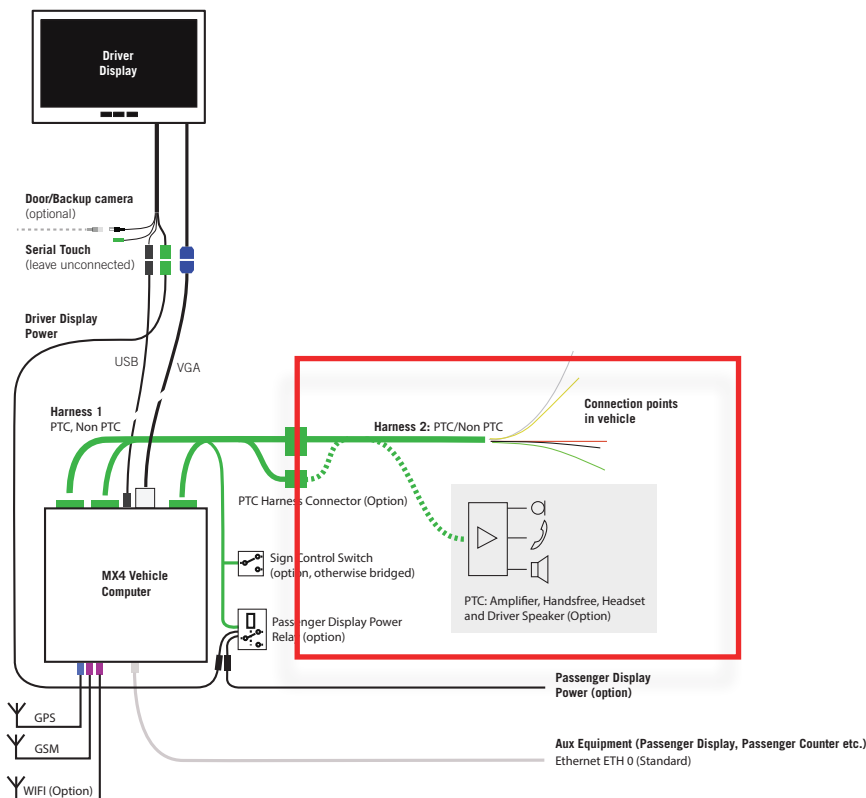 Driver
Display
Door/Backup camera
(optional)
Serial Touch
(leave unconnected)
Driver Display
Power
USB
VGA
Harness 1
PTC, Non PTC
Harness 2: PTC/Non PTC
Connection points
in vehicle
PTC Harness Connector (Option)
Sign Control Switch
(option, otherwise bridged)
MX4 Vehicle
Computer
PTC: Amplifier, Handsfree, Headset
and Driver Speaker (Option)
Passenger Display Power
Relay (option)
Passenger Display
Power (option)
GPS
GSM
WIFI (Option)
Aux Equipment (Passenger Display, Passenger Counter etc.)
Ethernet ETH 0 (Standard)